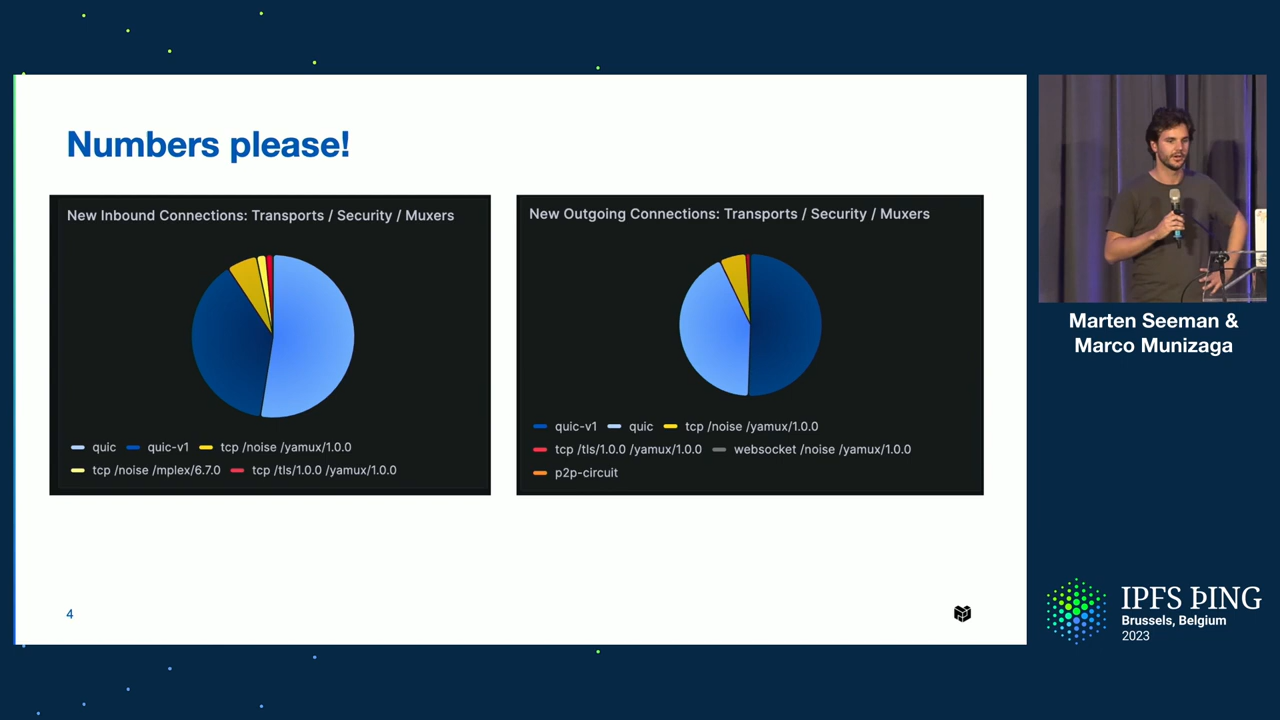 Numbers please!
New Inbound Connections: Transports / Security / Muxers
quic quic-v1 tcp /noise /yamux/1.0.0
tcp /noise /mplex/6.7.0 tcp /tls/1.0.0 /yamux/1.0.0
New Outgoing Connections: Transports / Security / Muxers
quic-v1 quic tcp /noise /yamux/1.0.0
tcp /tls/1.0.0 /yamux/1.0.0 websocket /noise /yamux/1.0.0
p2p-circuit
4
Marten Seeman &
Marco Munizaga
IPFS ÞING
Brussels, Belgium
2023